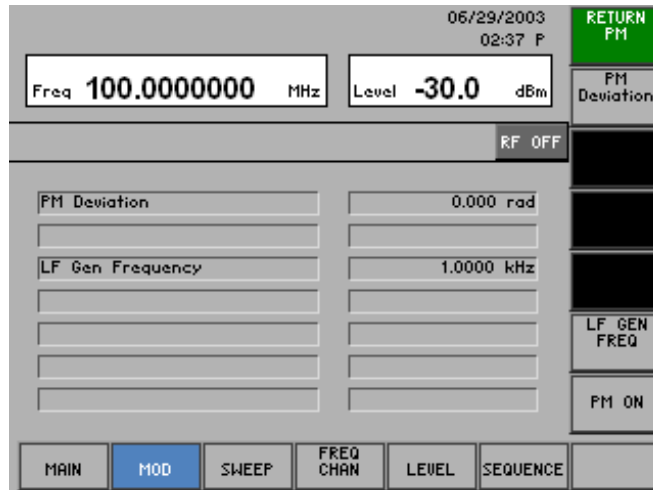 06/29/2003
02:37 P
Freq 100.0000000 MHz
Level -30.0 dBm
RF OFF
PM Deviation 0.000 rad
LF Gen Frequency 1.0000 kHz
RETURN
PM
PM
Deviation
LF GEN
FREQ
PM ON
MAIN
MOD
SWEEP
FREQ
CHAN
LEVEL
SEQUENCE